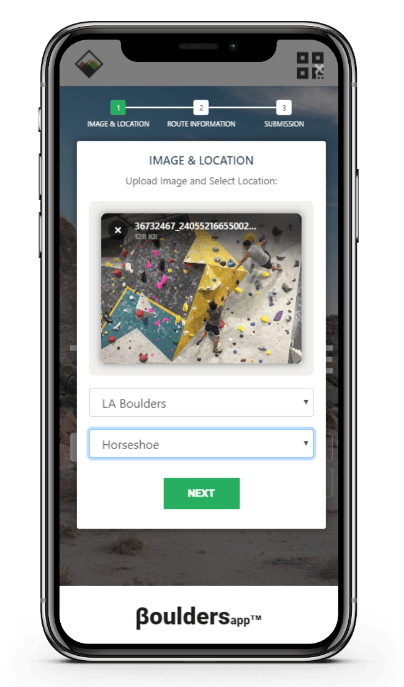 1
2
3
IMAGE & LOCATION
ROUTE INFORMATION
SUBMISSION
IMAGE & LOCATION
Upload Image and Select Location:
36732467_24055216655002...
128 KB
LA Boulders
Horseshoe
NEXT
βouldersapp™